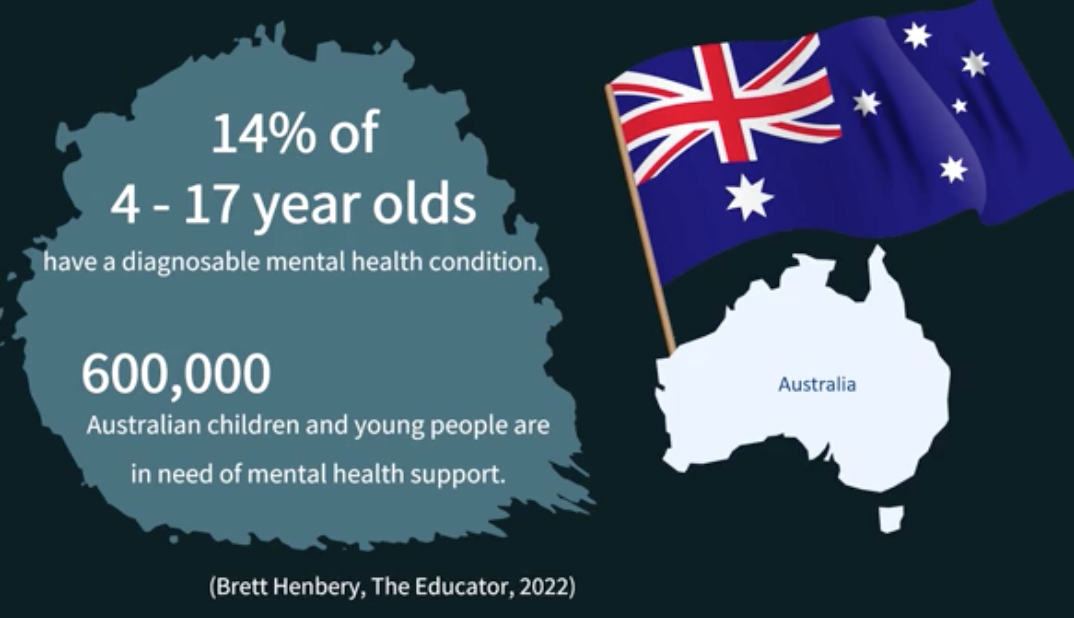 14% of
4 - 17 year olds
have a diagnosable mental health condition.
600,000
Australian children and young people are
in need of mental health support.
Australia
(Brett Henbery, The Educator, 2022)